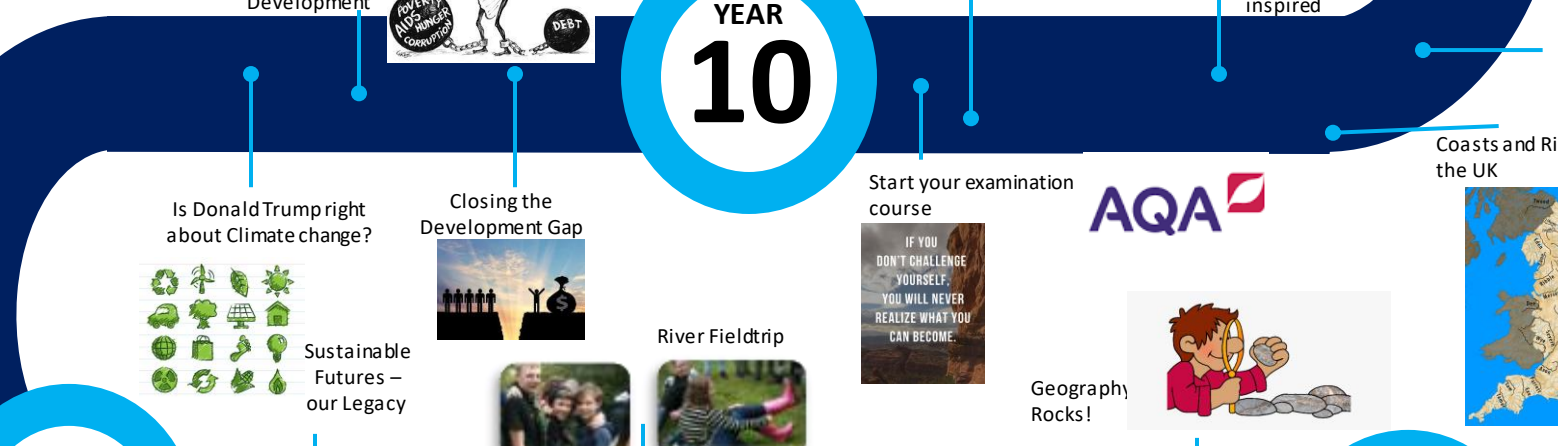 Development
inspired
POVERTY
AIDS HUNGER
CORRUPTION
DEBT
YEAR
10
Is Donald Trump right
about Climate change?
Closing the
Development Gap
Start your examination
course
AQA
Coasts and Ri
the UK
IF YOU
DON'T CHALLENGE
YOURSELF,
YOU WILL NEVER
REALIZE WHAT YOU
CAN BECOME.
$
Sustainable
Futures –
our Legacy
River Fieldtrip
Geography
Rocks!